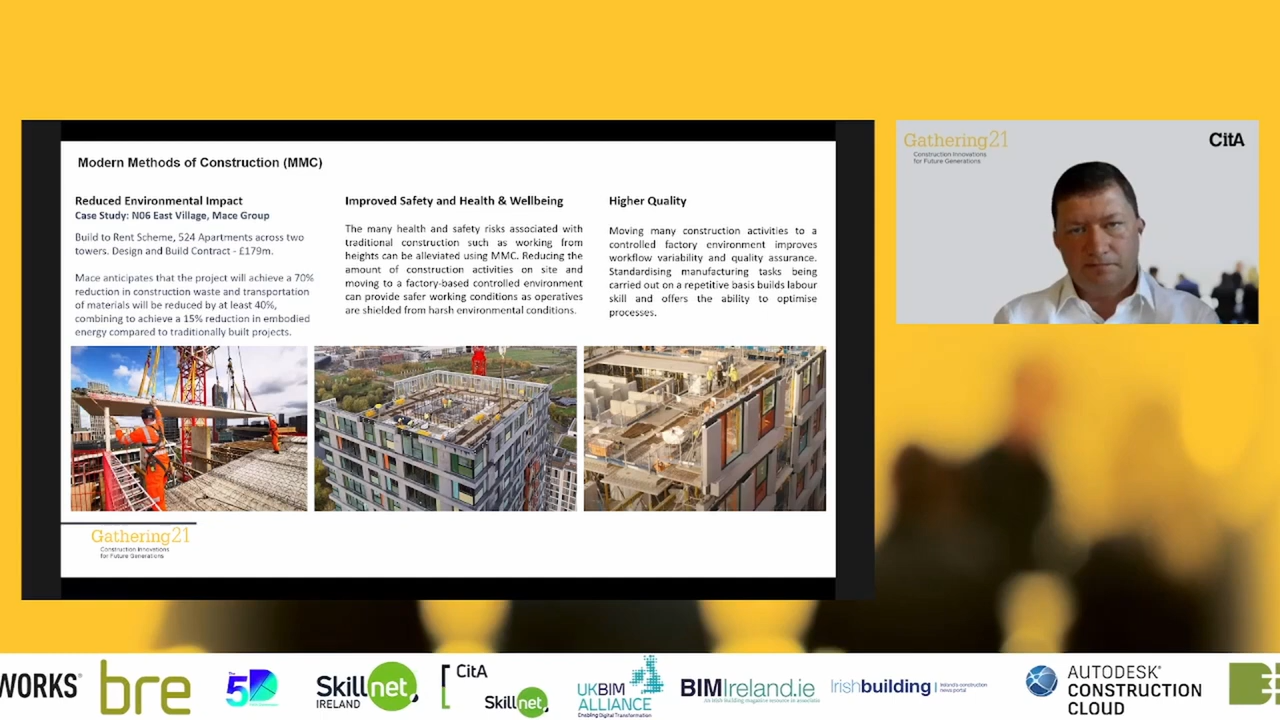 Modern Methods of Construction (MMC)
Reduced Environmental Impact
Case Study: N06 East Village, Mace Group
Build to Rent Scheme, 524 Apartments across two
towers. Design and Build Contract - £179m.
Mace anticipates that the project will achieve a 70%
reduction in construction waste and transportation
of materials will be reduced by at least 40%,
combining to achieve a 15% reduction in embodied
energy compared to traditionally built projects.
Improved Safety and Health & Wellbeing
The many health and safety risks associated with
traditional construction such as working from
heights can be alleviated using MMC. Reducing the
amount of construction activities on site and
moving to a factory-based controlled environment
can provide safer working conditions as operatives
are shielded from harsh environmental conditions.
Higher Quality
Moving many construction activities to a
controlled factory environment improves
workflow variability and quality assurance.
Standardising manufacturing tasks being
carried out on a repetitive basis builds labour
skill and offers the ability to optimise
processes.
Gathering21
Construction Innovations
for Future Generations
Gathering21
Construction Innovations
for Future Generations
CitA
WORKS
bre
The
5D
Skillnet
IRELAND
CitA
Skillnet
UKBIM
ALLIANCE
Enabling Digital Transformation
BIMIreland.ie
An Irish building magazine resource in associatio
Irishbuilding
Ireland's construction
news portal
AUTODESK®
CONSTRUCTION
CLOUD